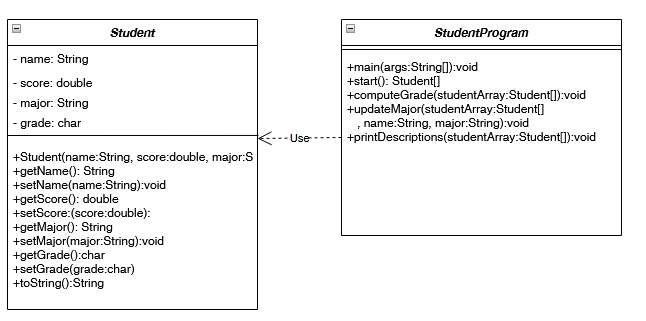 Student
- name: String
- score: double
- major: String
- grade: char
+Student(name:String, score:double, major:S
+getName(): String
+setName(name:String):void
+getScore(): double
+setScore:(score:double):
+getMajor(): String
+setMajor(major:String):void
+getGrade():char
+setGrade(grade:char)
+toString():String
Use
StudentProgram
+main(args:String[]):void
+start(): Student[]
+computeGrade(studentArray:Student[]):void
+updateMajor(studentArray:Student[]
, name:String, major:String):void
+printDescriptions(studentArray:Student[]):void